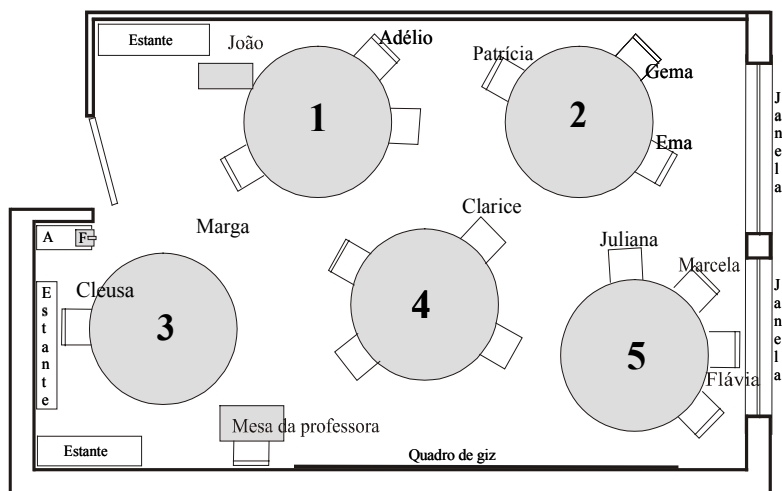 Estante
João
Adélio
Patrícia
Gema
1
2
Ema
Janela
Clarice
Marga
A
F
Juliana
Marcela
Cleusa
Estante
3
4
5
Janela
Flávia
Mesa da professora
Estante
Quadro de giz